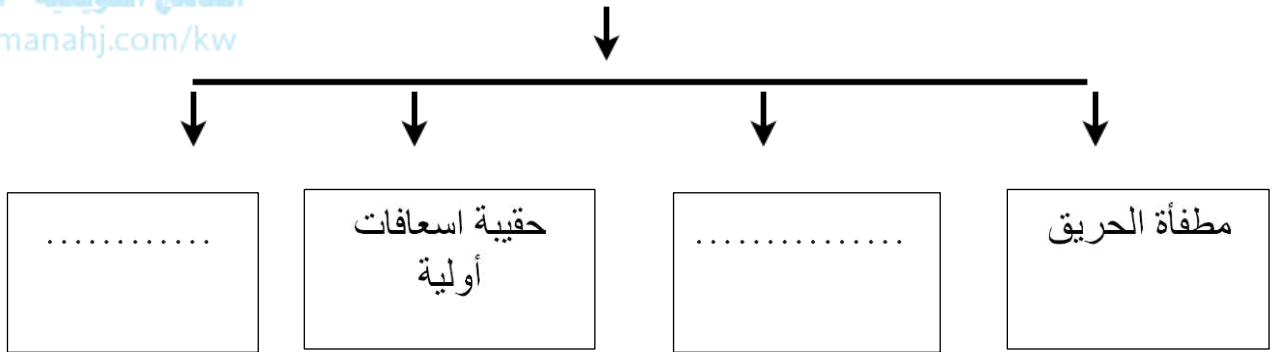 manahj.com/kw
مطفأة الحريق
...............
حقيبة اسعافات
أولية
............